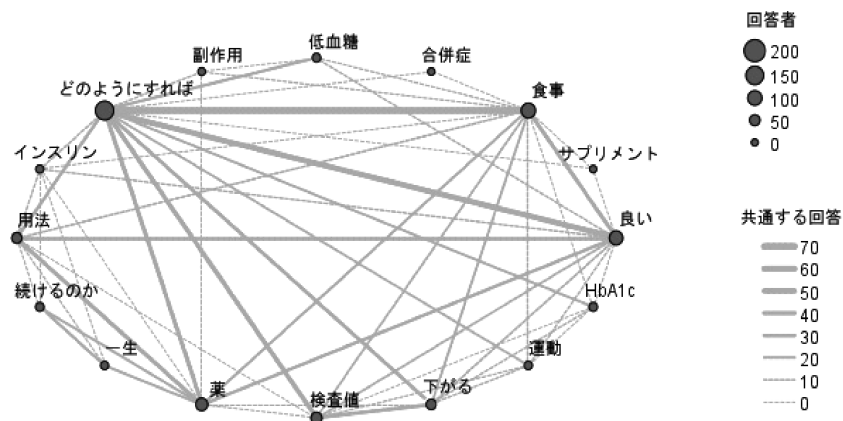 回答者
200
150
100
50
0
副作用
低血糖
合併症
どのようにすれば
食事
インスリン
サプリメント
用法
良い
続けるのか
HbA1c
一生
運動
薬
検査値
下がる
共通する回答
70
60
50
40
30
20
10
0